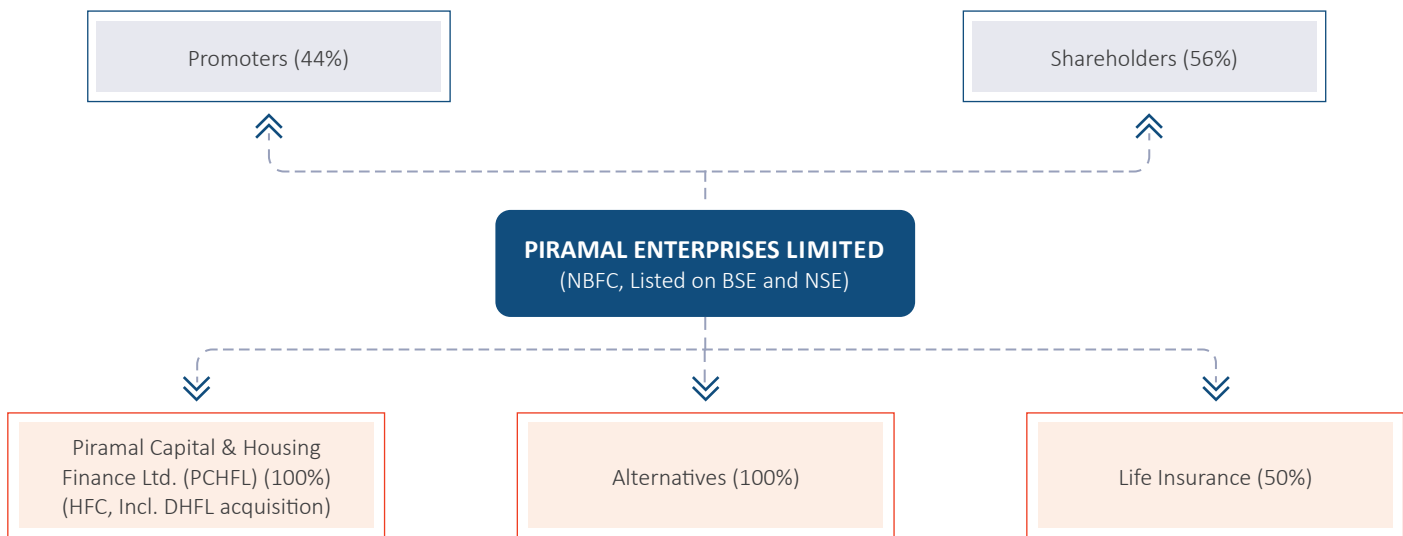 Promoters (44%)
Shareholders (56%)
PIRAMAL ENTERPRISES LIMITED
(NBFC, Listed on BSE and NSE)
Piramal Capital & Housing
Finance Ltd. (PCHFL) (100%)
(HFC, Incl. DHFL acquisition)
Alternatives (100%)
Life Insurance (50%)